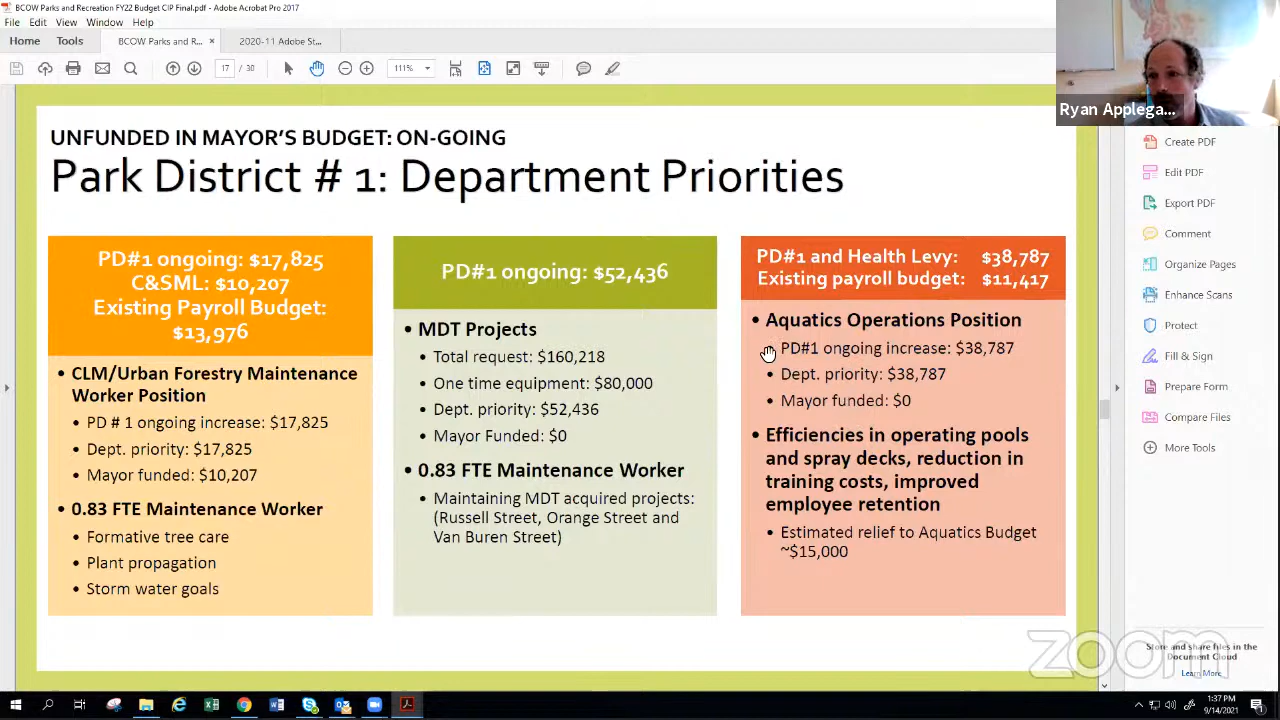 BCOW Parks and Recreation FY22 Budget CIP Final.pdf - Adobe Acrobat Pro 2017
File Edit View Window Help
Home Tools BCOW Parks and R... × 2020-11 Adobe St...
17 / 30 111%
Ryan Applega...
UNFUNDED IN MAYOR'S BUDGET: ON-GOING
Park District # 1: Department Priorities
PD#1 ongoing: $17,825
C&SML: $10,207
Existing Payroll Budget:
$13,976
• CLM/Urban Forestry Maintenance
Worker Position
• PD # 1 ongoing increase: $17,825
• Dept. priority: $17,825
• Mayor funded: $10,207
• 0.83 FTE Maintenance Worker
• Formative tree care
• Plant propagation
• Storm water goals
PD#1 ongoing: $52,436
• MDT Projects
• Total request: $160,218
• One time equipment: $80,000
• Dept. priority: $52,436
• Mayor Funded: $0
• 0.83 FTE Maintenance Worker
• Maintaining MDT acquired projects:
(Russell Street, Orange Street and
Van Buren Street)
PD#1 and Health Levy: $38,787
Existing payroll budget: $11,417
• Aquatics Operations Position
PD#1 ongoing increase: $38,787
• Dept. priority: $38,787
• Mayor funded: $0
• Efficiencies in operating pools
and spray decks, reduction in
training costs, improved
employee retention
• Estimated relief to Aquatics Budget
~$15,000
Create PDF
Edit PDF
Export PDF
Comment
Organize Pages
Enhance Scans
Protect
Fill & Sign
Prepare Form
Compare Files
More Tools
Store and share files in the
Document Cloud
Learn More
zoom
1:37 PM
9/14/2021